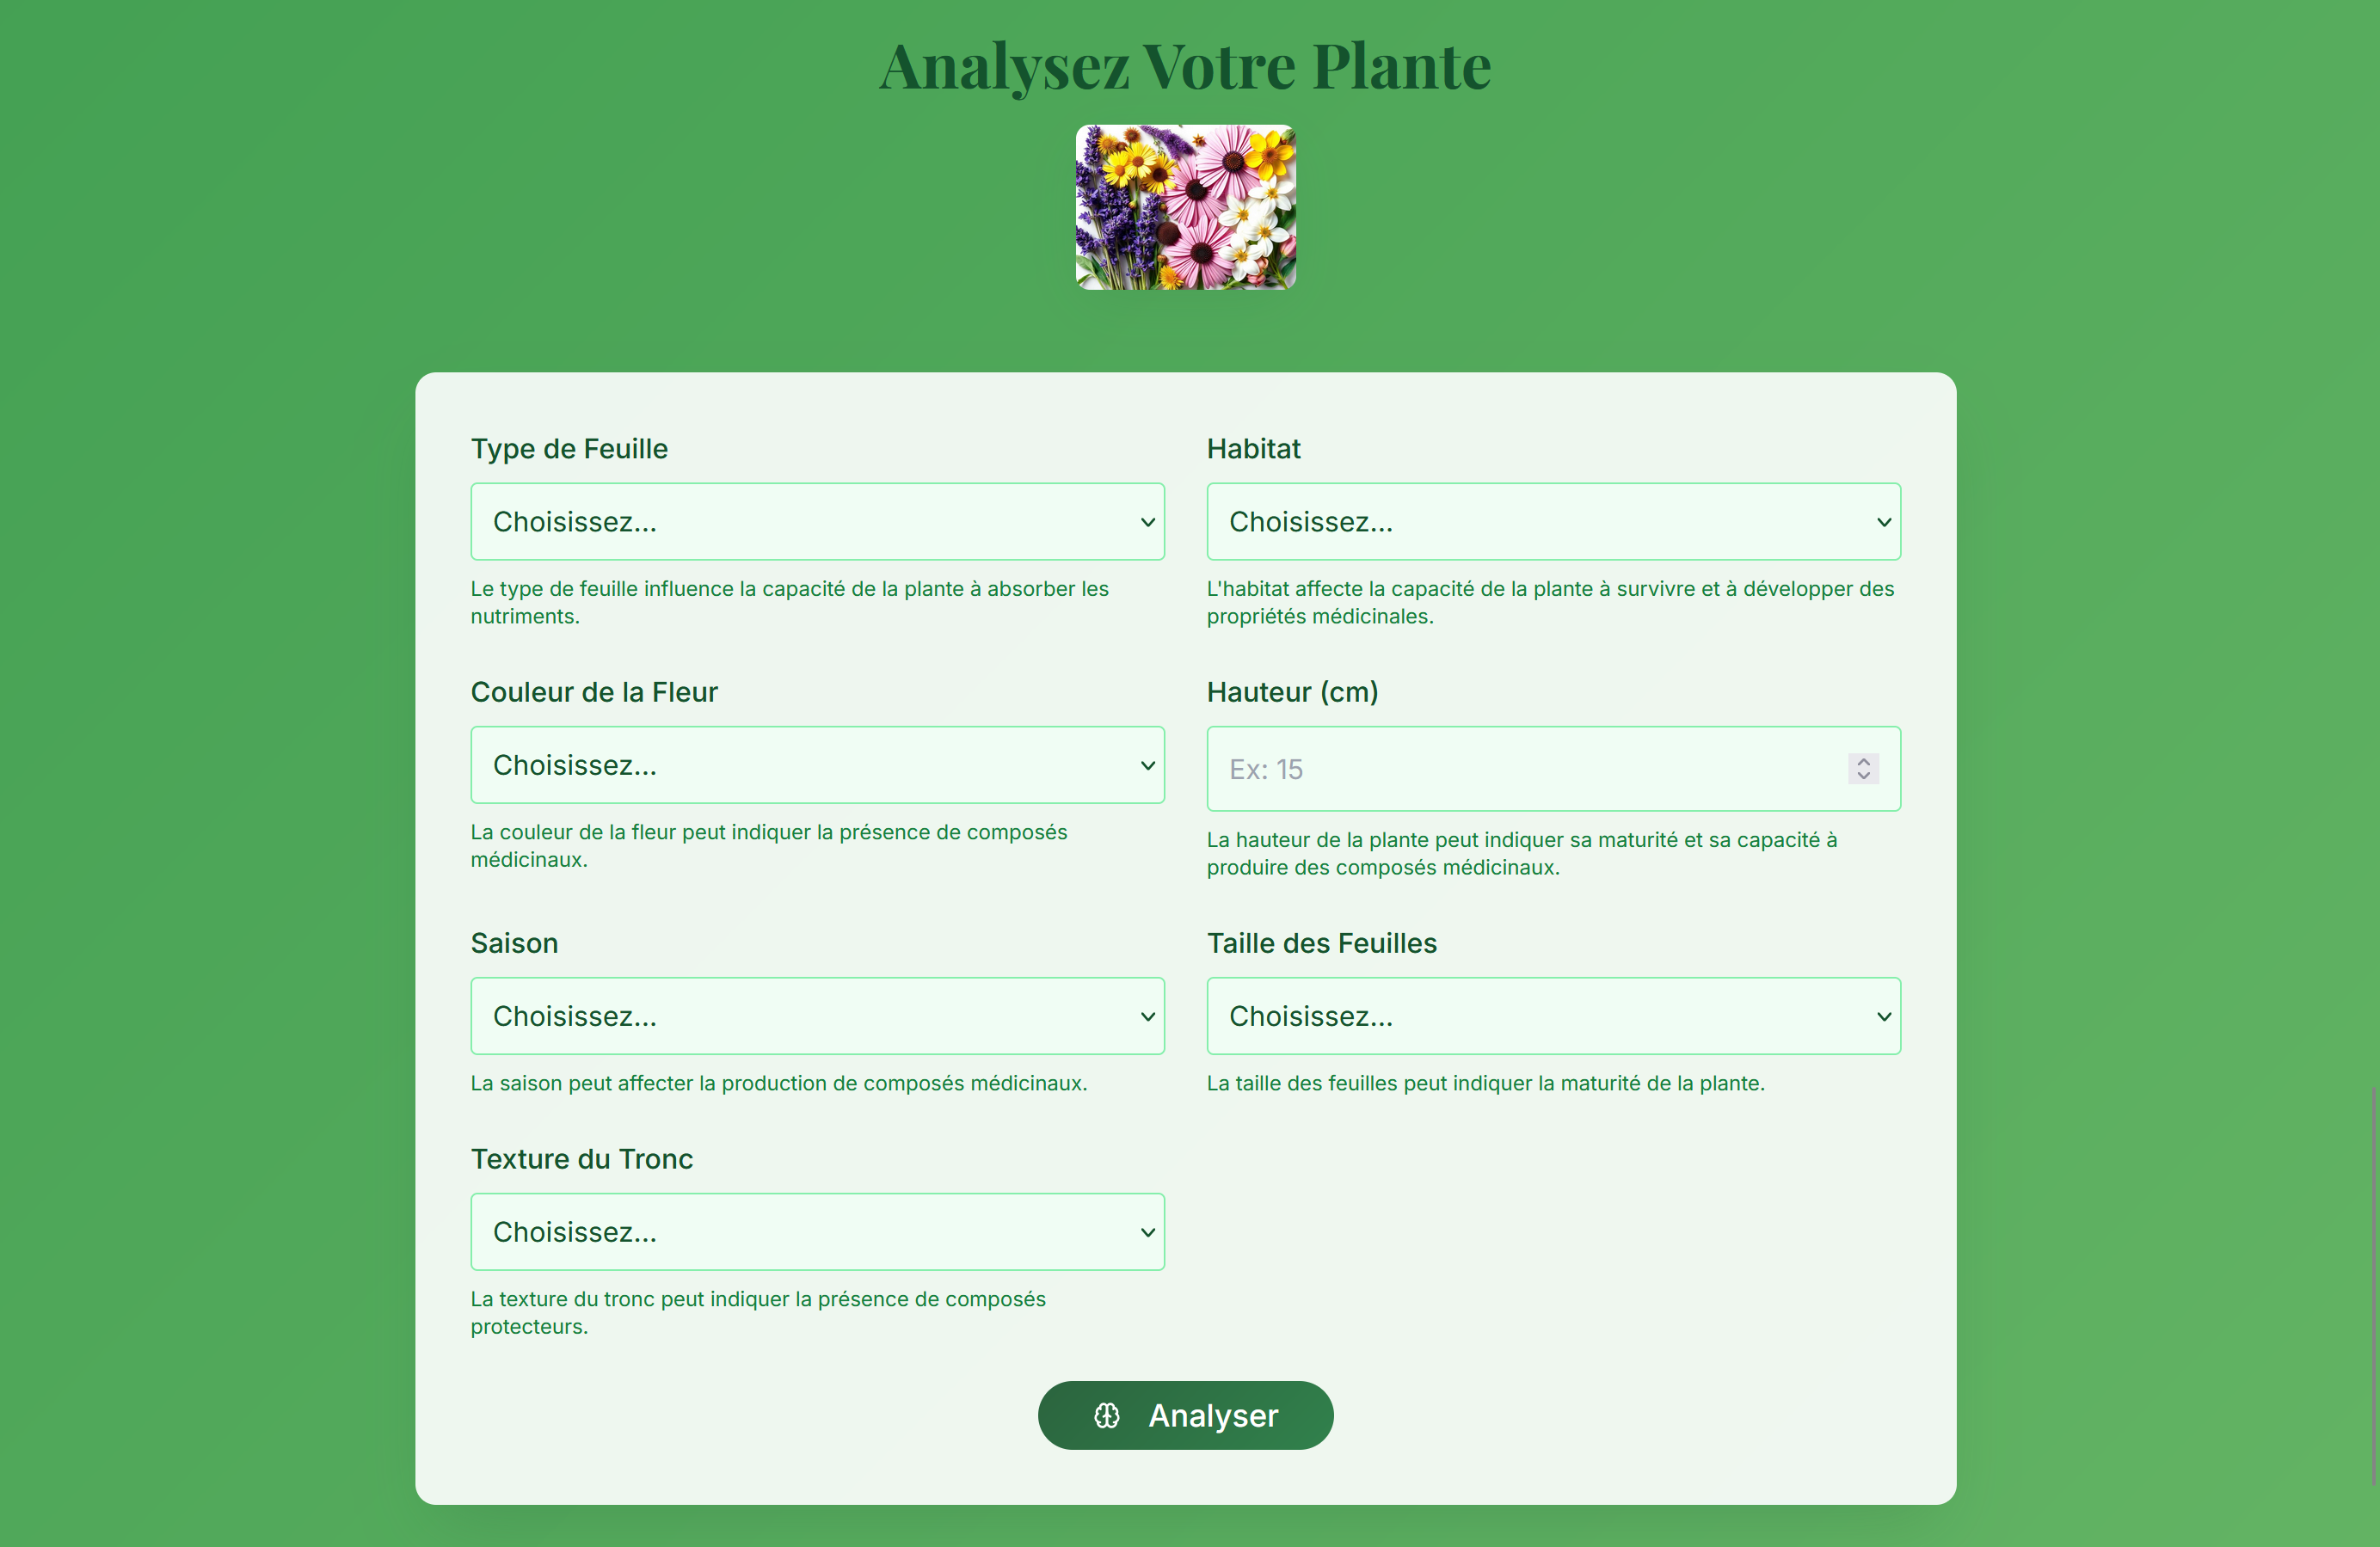 Analysez Votre Plante
Type de Feuille
Choisissez...
Le type de feuille influence la capacité de la plante à absorber les
nutriments.
Habitat
Choisissez...
L'habitat affecte la capacité de la plante à survivre et à développer des
propriétés médicinales.
Couleur de la Fleur
Choisissez...
La couleur de la fleur peut indiquer la présence de composés
médicinaux.
Hauteur (cm)
Ex: 15
La hauteur de la plante peut indiquer sa maturité et sa capacité à
produire des composés médicinaux.
Saison
Choisissez...
La saison peut affecter la production de composés médicinaux.
Taille des Feuilles
Choisissez...
La taille des feuilles peut indiquer la maturité de la plante.
Texture du Tronc
Choisissez...
La texture du tronc peut indiquer la présence de composés
protecteurs.
Analyser